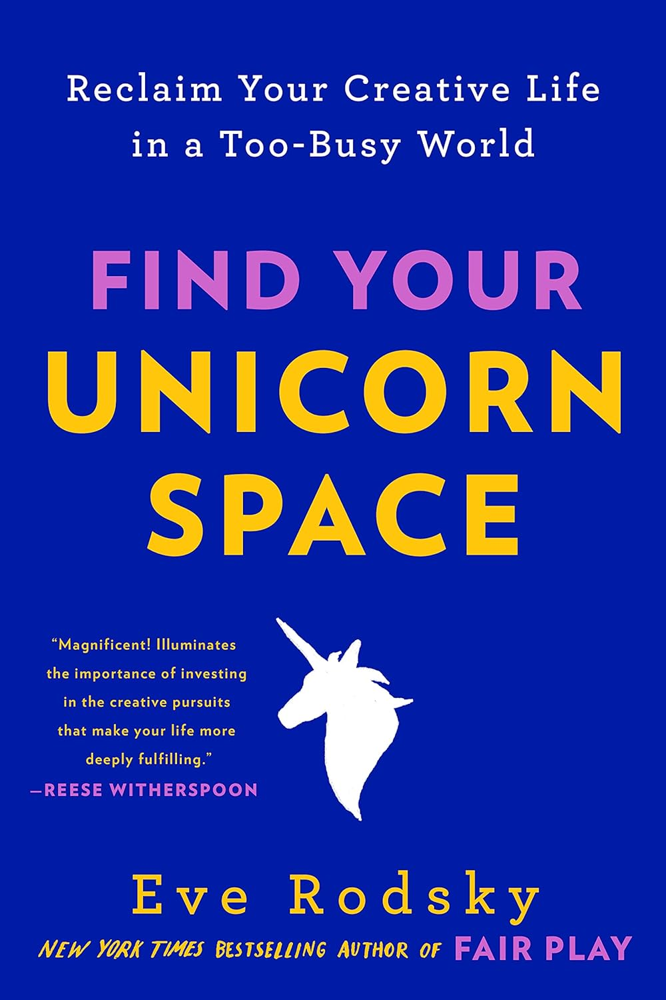 Reclaim Your Creative Life
in a Too-Busy World
FIND YOUR
UNICORN
SPACE
“Magnificent! Illuminates
the importance of investing
in the creative pursuits
that make your life more
deeply fulfilling.”
—REESE WITHERSPOON
Eve Rodsky
NEW YORK TIMES BESTSELLING AUTHOR OF FAIR PLAY